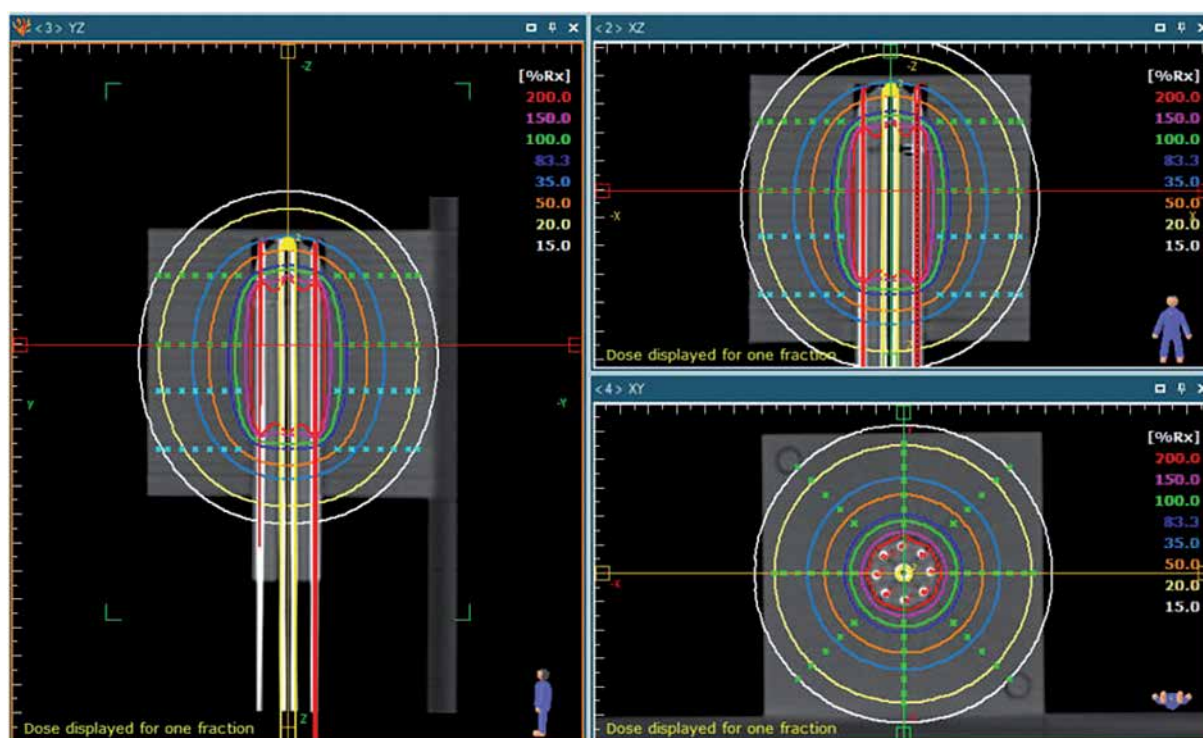 <3> YZ
-Z
[%Rx]
200.0
150.0
100.0
83.3
35.0
50.0
20.0
15.0
Y
-Y
Z
Dose displayed for one fraction
<2> XZ
-Z
[%Rx]
200.0
150.0
100.0
83.3
35.0
50.0
20.0
15.0
-X
X
Dose displayed for one fraction
<4> XY
[%Rx]
200.0
150.0
100.0
83.3
35.0
50.0
20.0
15.0
Dose displayed for one fraction